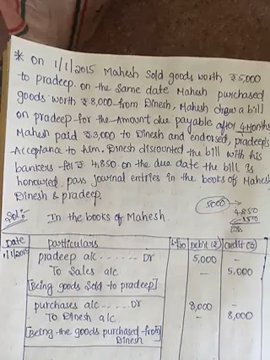 * On 1/1/2015 Mahesh Sold goods worth ₹5,000
to pradeep on the same date Mahesh purchased
goods worth ₹8,000 from Dinesh, Mahesh drew a bill
on pradeep for the Amount due payable after 4 Months
Mahesh paid ₹3,000 to Dinesh and endorsed, pradeeps
Acceptance to him, Dinesh discounted the bill with his
bankers for ₹ 4,850 on the due date the bill is
honoured, pass journal entries in the books of Mahesh
Dinesh & pradeep.
5000
4,850
Sol:-
In the books of Mahesh
Date particulars Debit (₹) Credit (₹)
1/1/2015 pradeep a/c ...... Dr 5,000 –
To Sales a/c – 5,000
[Being goods Sold to pradeep]
purchases a/c .... Dr 8,000 –
To Dinesh a/c – 8,000
[Being the goods purchased from
Dinesh]